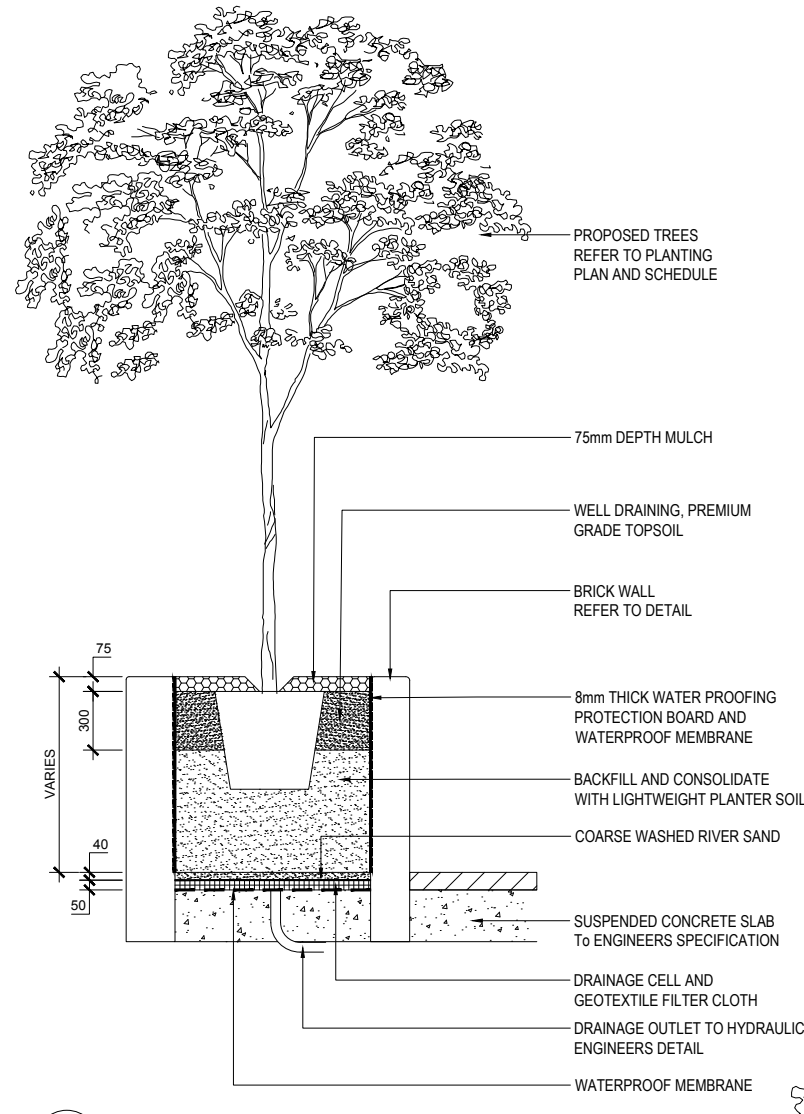 PROPOSED TREES
REFER TO PLANTING
PLAN AND SCHEDULE
75mm DEPTH MULCH
WELL DRAINING, PREMIUM
GRADE TOPSOIL
BRICK WALL
REFER TO DETAIL
75
300
VARIES
40
50
8mm THICK WATER PROOFING
PROTECTION BOARD AND
WATERPROOF MEMBRANE
BACKFILL AND CONSOLIDATE
WITH LIGHTWEIGHT PLANTER SOIL
COARSE WASHED RIVER SAND
SUSPENDED CONCRETE SLAB
To ENGINEERS SPECIFICATION
DRAINAGE CELL AND
GEOTEXTILE FILTER CLOTH
DRAINAGE OUTLET TO HYDRAULIC
ENGINEERS DETAIL
WATERPROOF MEMBRANE